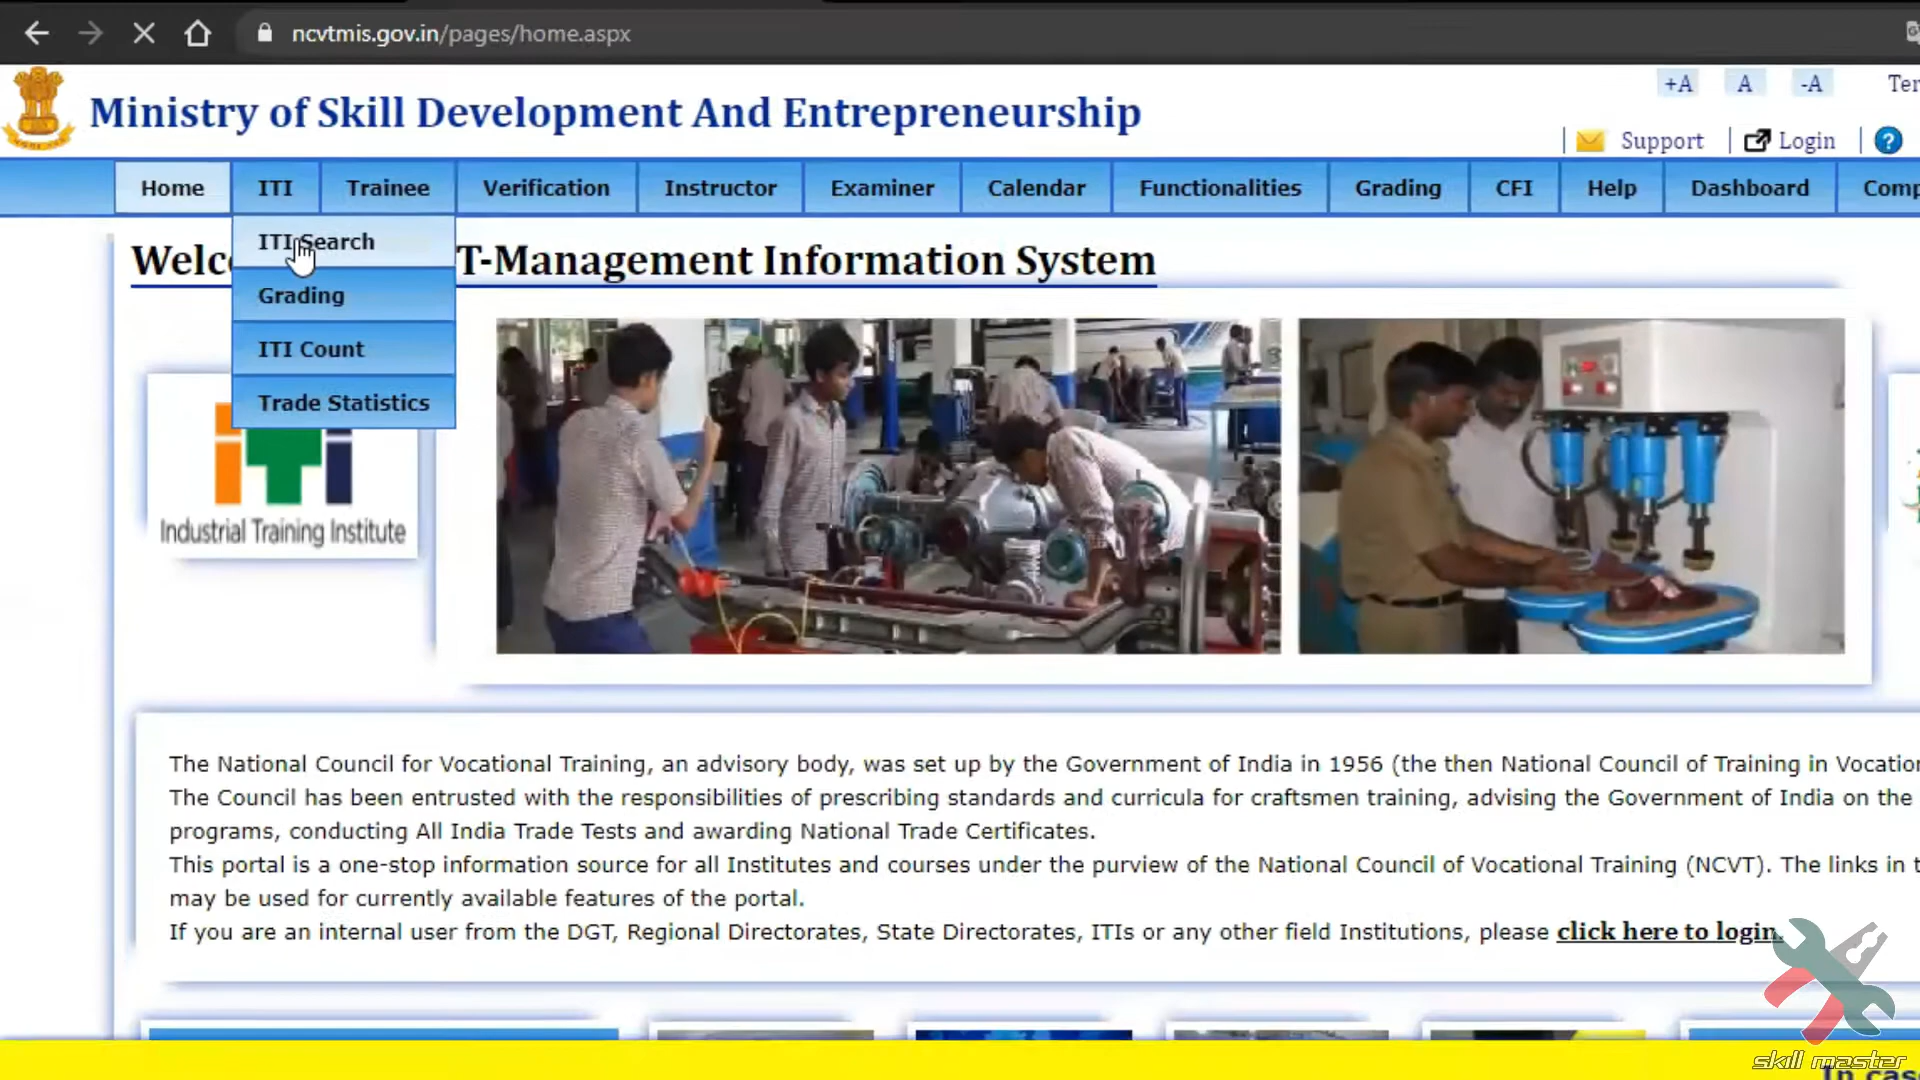 ncvtmis.gov.in/pages/home.aspx
+A A -A
Ministry of Skill Development And Entrepreneurship
Support Login ?
Home ITI Trainee Verification Instructor Examiner Calendar Functionalities Grading CFI Help Dashboard
ITI Search
T-Management Information System
Grading
ITI Count
Trade Statistics
iTi
Industrial Training Institute
The National Council for Vocational Training, an advisory body, was set up by the Government of India in 1956 (the then National Council of Training in
The Council has been entrusted with the responsibilities of prescribing standards and curricula for craftsmen training, advising the Government of India on the
programs, conducting All India Trade Tests and awarding National Trade Certificates.
This portal is a one-stop information source for all Institutes and courses under the purview of the National Council of Vocational Training (NCVT). The links in
may be used for currently available features of the portal.
If you are an internal user from the DGT, Regional Directorates, State Directorates, ITIs or any other field Institutions, please click here to login.
skill master
In